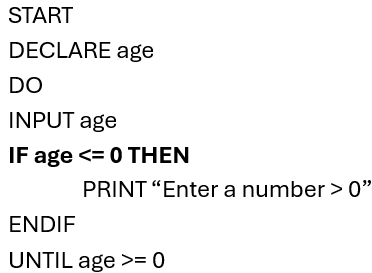 START
DECLARE age
DO
INPUT age
IF age <= 0 THEN
PRINT “Enter a number > 0”
ENDIF
UNTIL age >= 0